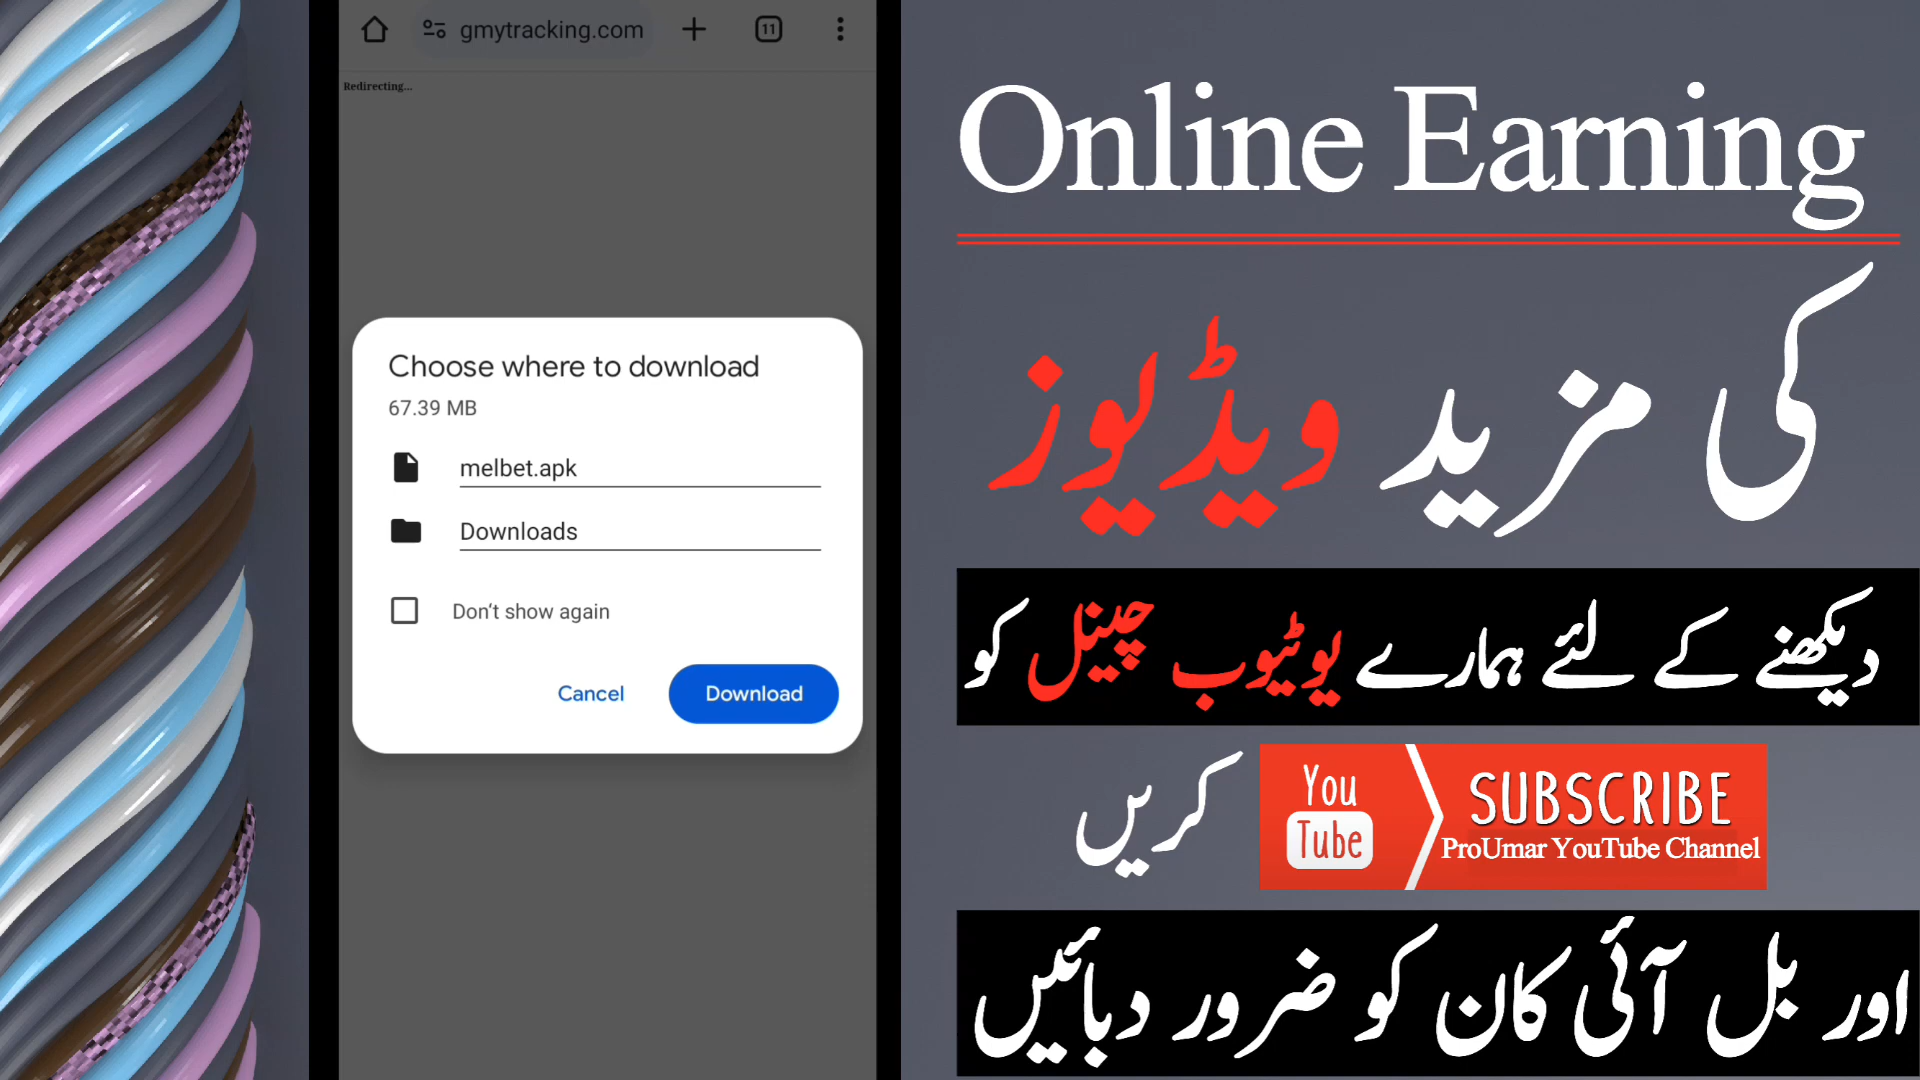 gmytracking.com
11
Redirecting...
Choose where to download
67.39 MB
melbet.apk
Downloads
Don't show again
Cancel
Download
Online Earning
کی مزید ویڈیوز
دیکھنے کے لئے ہمارے یوٹیوب چینل کو
You
Tube
SUBSCRIBE
ProUmar YouTube Channel
کریں
اور بل آئی کان کو ضرور دبائیں